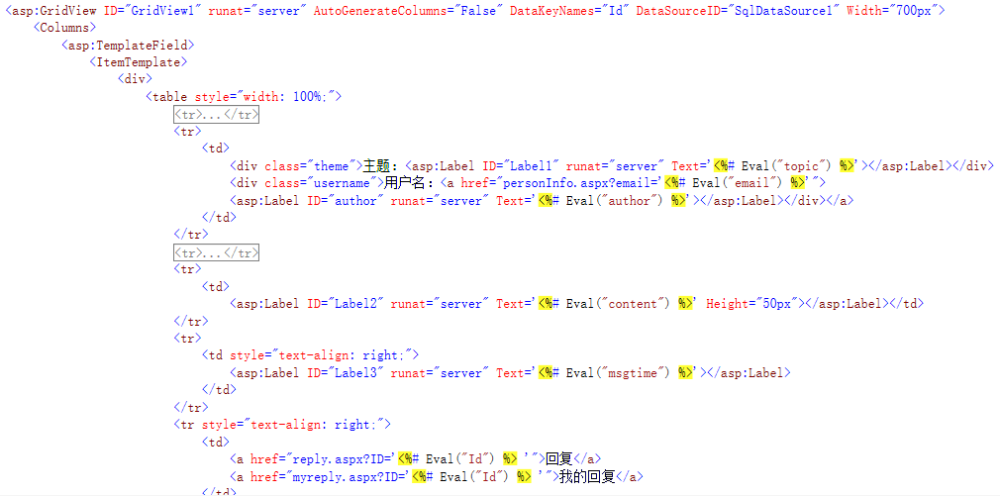 <asp:GridView ID="GridView1" runat="server" AutoGenerateColumns="False" DataKeyNames="Id" DataSourceID="SqlDataSource1" Width="700px">
<Columns>
<asp:TemplateField>
<ItemTemplate>
<div>
<table style="width: 100%;">
<tr>...</tr>
<tr>
<td>
<div class="theme">主题：<asp:Label ID="Label1" runat="server" Text='<%# Eval("topic") %>'></asp:Label></div>
<div class="username">用户名：<a href="personInfo.aspx?email='<%# Eval("email") %>'">
<asp:Label ID="author" runat="server" Text='<%# Eval("author") %>'></asp:Label></div></a>
</td>
</tr>
<tr>...</tr>
<tr>
<td>
<asp:Label ID="Label2" runat="server" Text='<%# Eval("content") %>' Height="50px"></asp:Label></td>
</tr>
<tr>
<td style="text-align: right;">
<asp:Label ID="Label3" runat="server" Text='<%# Eval("msgtime") %>'></asp:Label>
</td>
</tr>
<tr style="text-align: right;">
<td>
<a href="reply.aspx?ID='<%# Eval("Id") %> '">回复</a>
<a href="myreply.aspx?ID='<%# Eval("Id") %> '">我的回复</a>
</td>